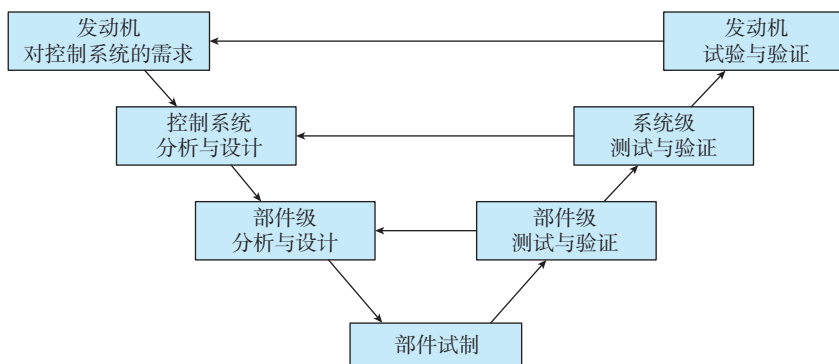 发动机
对控制系统的需求
发动机
试验与验证
控制系统
分析与设计
系统级
测试与验证
部件级
分析与设计
部件级
测试与验证
部件试制